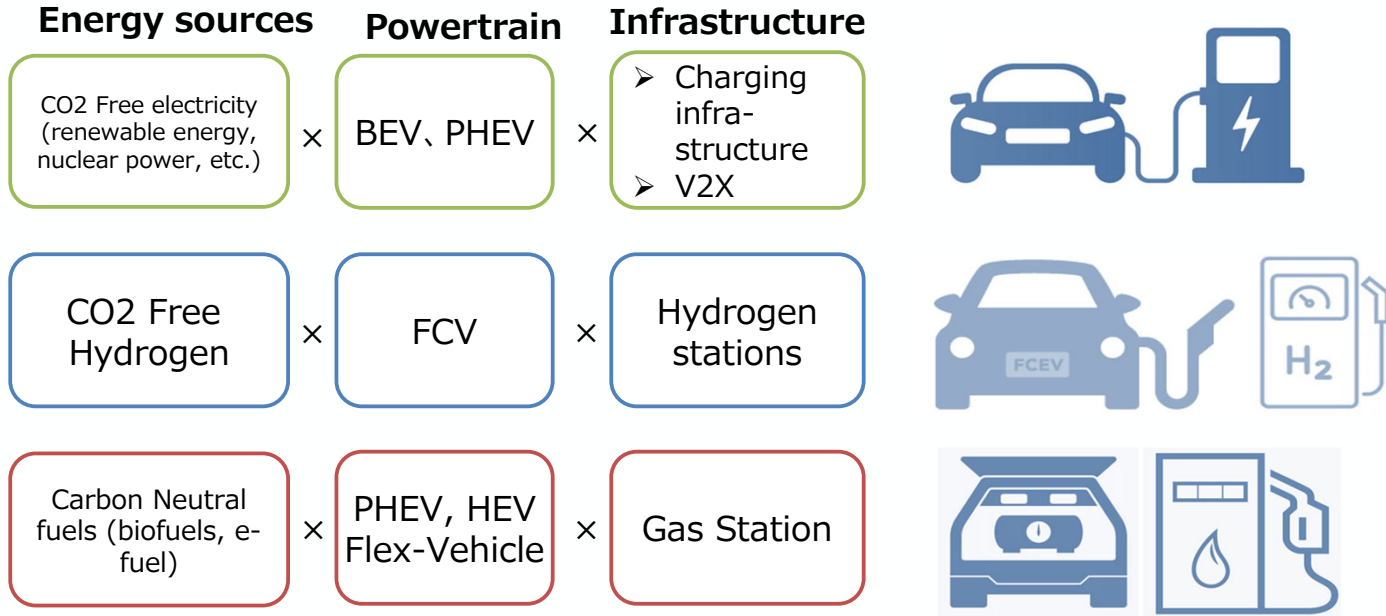 Energy sources
Powertrain
Infrastructure
CO2 Free electricity
(renewable energy,
nuclear power, etc.)
×
BEV、PHEV
×
➢ Charging
infra-
structure
➢ V2X
CO2 Free
Hydrogen
×
FCV
×
Hydrogen
stations
FCEV
H2
Carbon Neutral
fuels (biofuels, e-
fuel)
×
PHEV, HEV
Flex-Vehicle
×
Gas Station